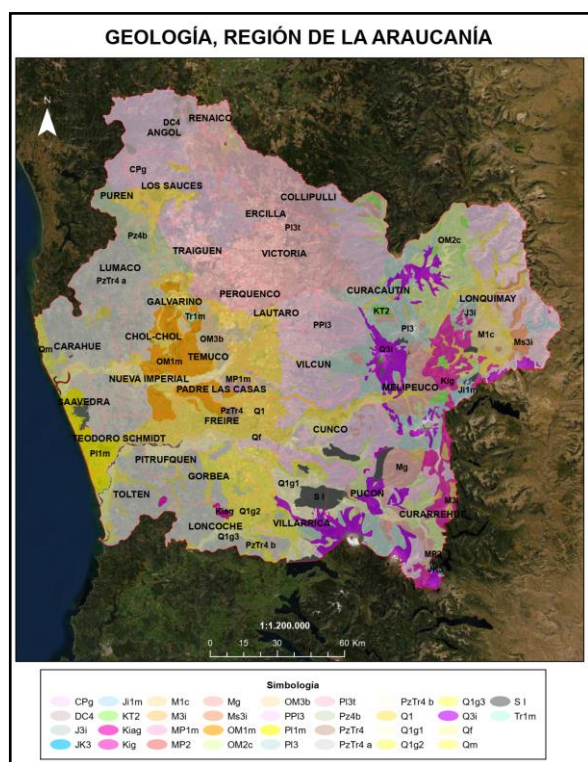 GEOLOGÍA, REGIÓN DE LA ARAUCANÍA
N
RENAICO
DC4
ANGOL
CPg
LOS SAUCES
PUREN
COLLIPULLI
ERCILLA
Pl3t
Pz4b
OM2c
TRAIGUEN
VICTORIA
LUMACO
PzTr4 a
CURACAUTIN
LONQUIMAY
GALVARINO
PERQUENCO
KT2
J3i
Tr1m
LAUTARO
PPl3
Pl3
M1c
CHOL-CHOL
OM3b
Ms3i
Qm
CARAHUE
Q3i
TEMUCO
OM1m
VILCUN
NUEVA IMPERIAL
MP1m
MELIPEUCO
Kig
Ji1m
PADRE LAS CASAS
SAAVEDRA
PzTr4
Q1
FREIRE
CUNCO
TEODORO SCHMIDT
Qf
Pl1m
PITRUFQUEN
Mg
GORBEA
Q1g1
TOLTEN
S I
PUCON
M3i
Kiag
Q1g2
CURARREHUE
LONCOCHE
VILLARRICA
Q1g3
PzTr4 b
MP2
1:1.200.000
0 10 20 30 40 60 Km
Simbología
CPg Ji1m M1c Mg OM3b Pl3t PzTr4 b Q1g3 S I
DC4 KT2 M3i Ms3i PPl3 Pz4b Q1 Q3i Tr1m
J3i Kiag MP1m OM1m Pl1m PzTr4 Q1g1 Qf
JK3 Kig MP2 OM2c Pl3 PzTr4 a Q1g2 Qm